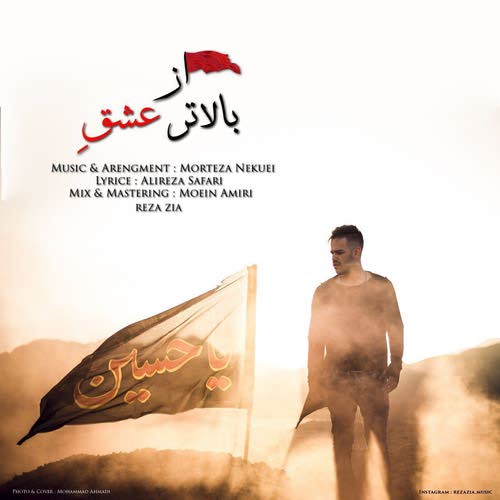 از
بالاتر عشقِ
MUSIC & ARENGMENT : MORTEZA NEKUEI
LYRICE : ALIREZA SAFARI
MIX & MASTERING : MOEIN AMIRI
REZA ZIA
یا حسین
PHOTO & COVER : MOHAMMAD AHMADI
INSTAGRAM : REZAZIA.MUSIC